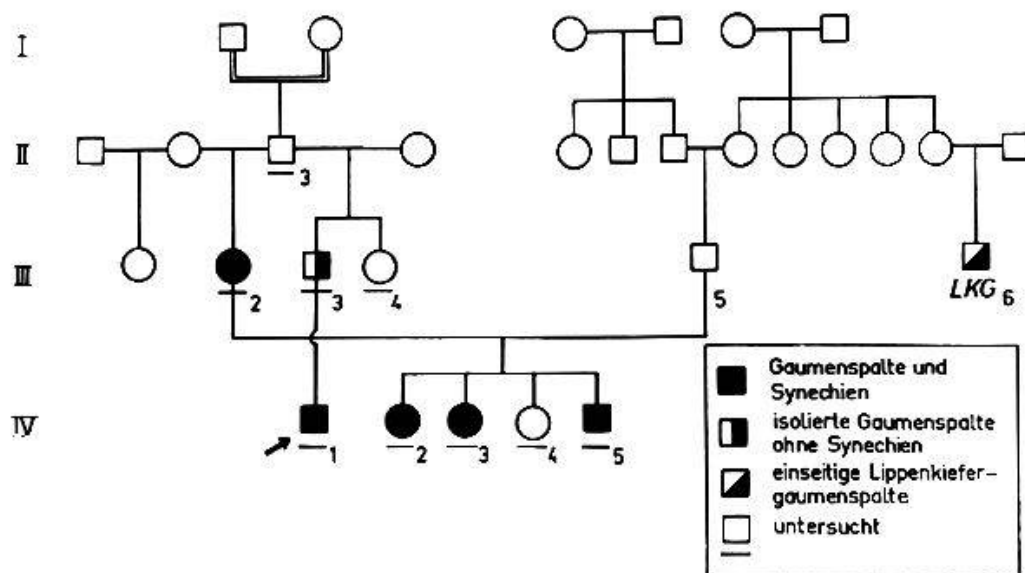 I
II
3
III
2
3
4
5
LKG 6
IV
1
2
3
4
5
Gaumenspalte und
Synechien
isolierte Gaumenspalte
ohne Synechien
einseitige Lippenkiefer-
gaumenspalte
untersucht